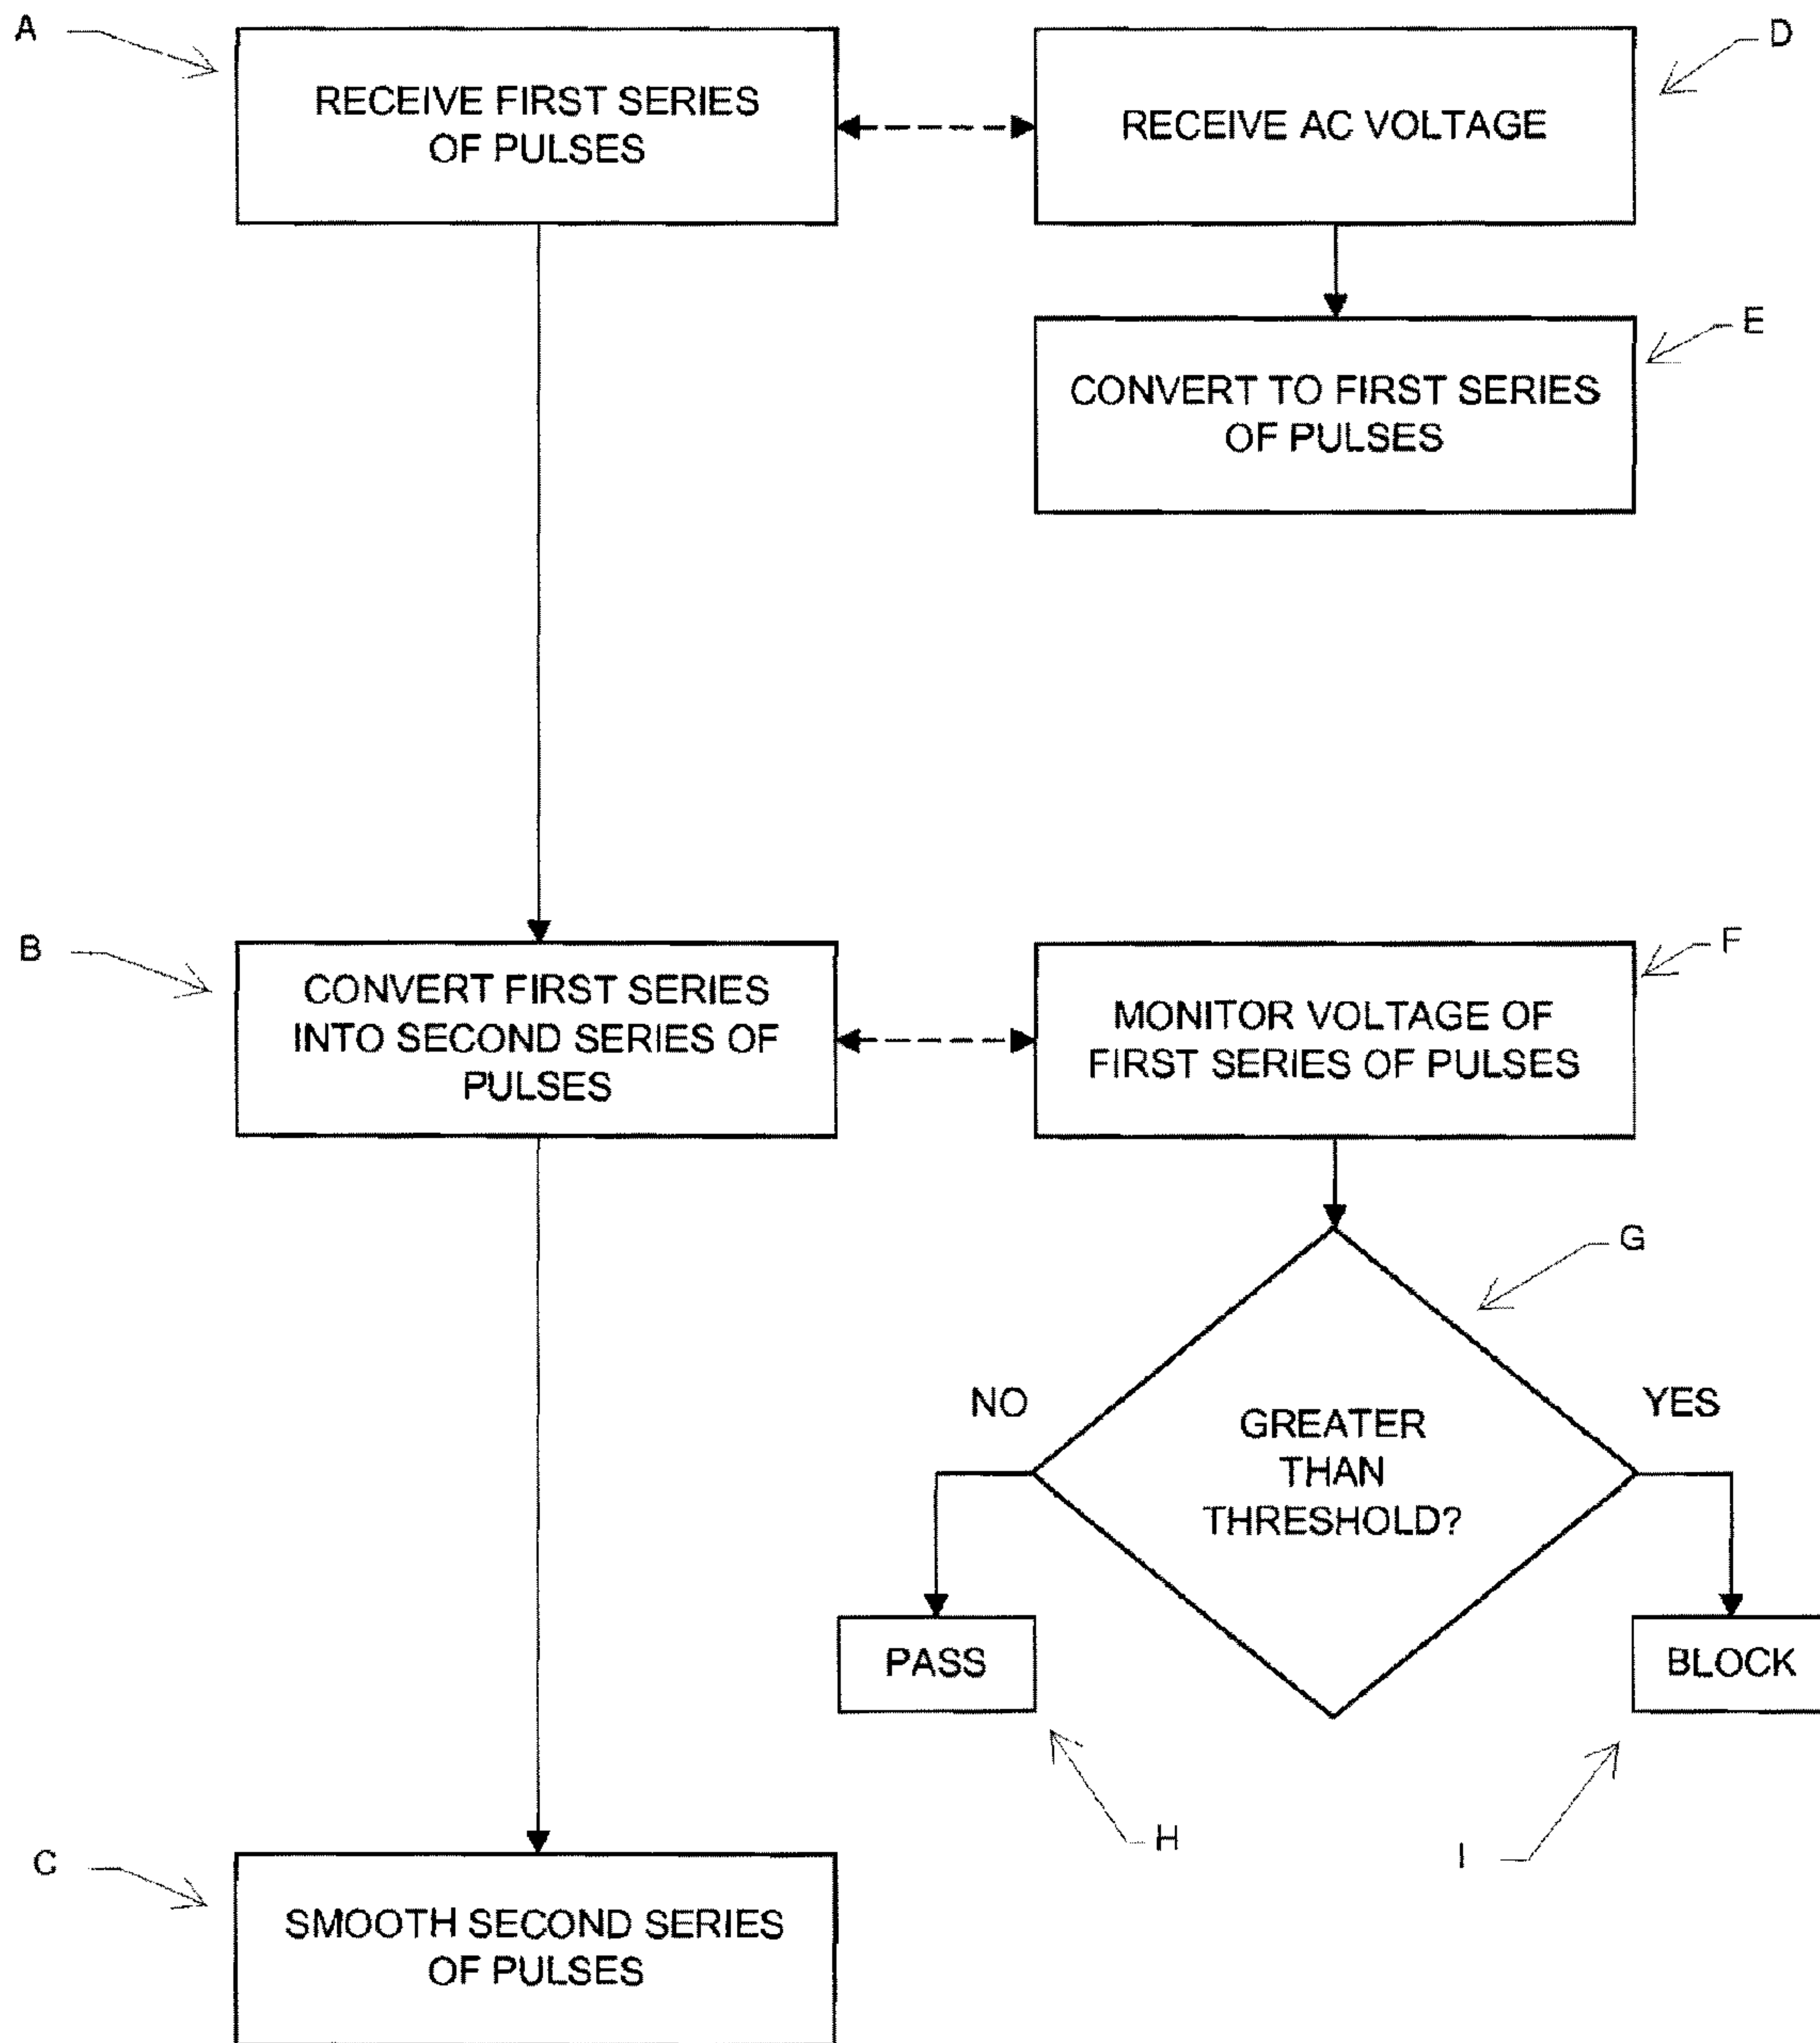 A
RECEIVE FIRST SERIES
OF PULSES
RECEIVE AC VOLTAGE
D
CONVERT TO FIRST SERIES
OF PULSES
E
B
CONVERT FIRST SERIES
INTO SECOND SERIES OF
PULSES
MONITOR VOLTAGE OF
FIRST SERIES OF PULSES
F
G
NO
GREATER
THAN
THRESHOLD?
YES
PASS
BLOCK
H
I
C
SMOOTH SECOND SERIES
OF PULSES